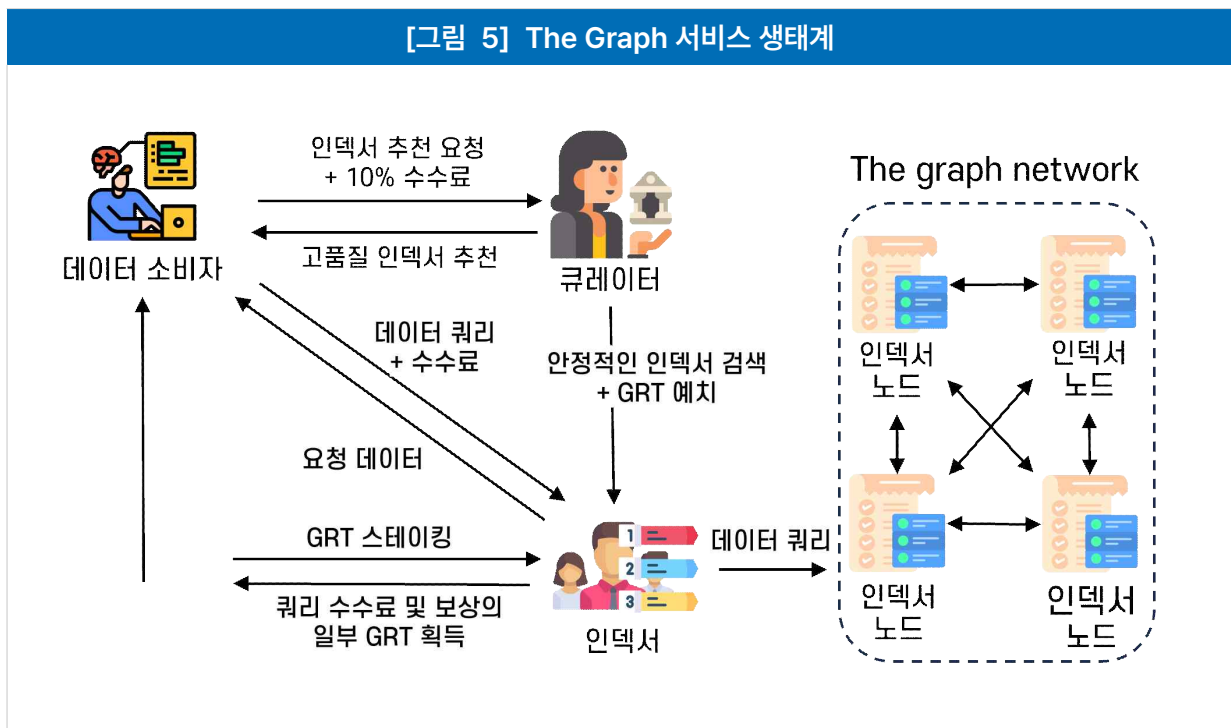 [그림 5] The Graph 서비스 생태계
인덱서 추천 요청
+ 10% 수수료
고품질 인덱서 추천
데이터 소비자
큐레이터
The graph network
데이터 쿼리
+ 수수료
안정적인 인덱서 검색
+ GRT 예치
인덱서
노드
인덱서
노드
요청 데이터
GRT 스테이킹
쿼리 수수료 및 보상의
일부 GRT 획득
1
2
3
인덱서
데이터 쿼리
인덱서
노드
인덱서
노드